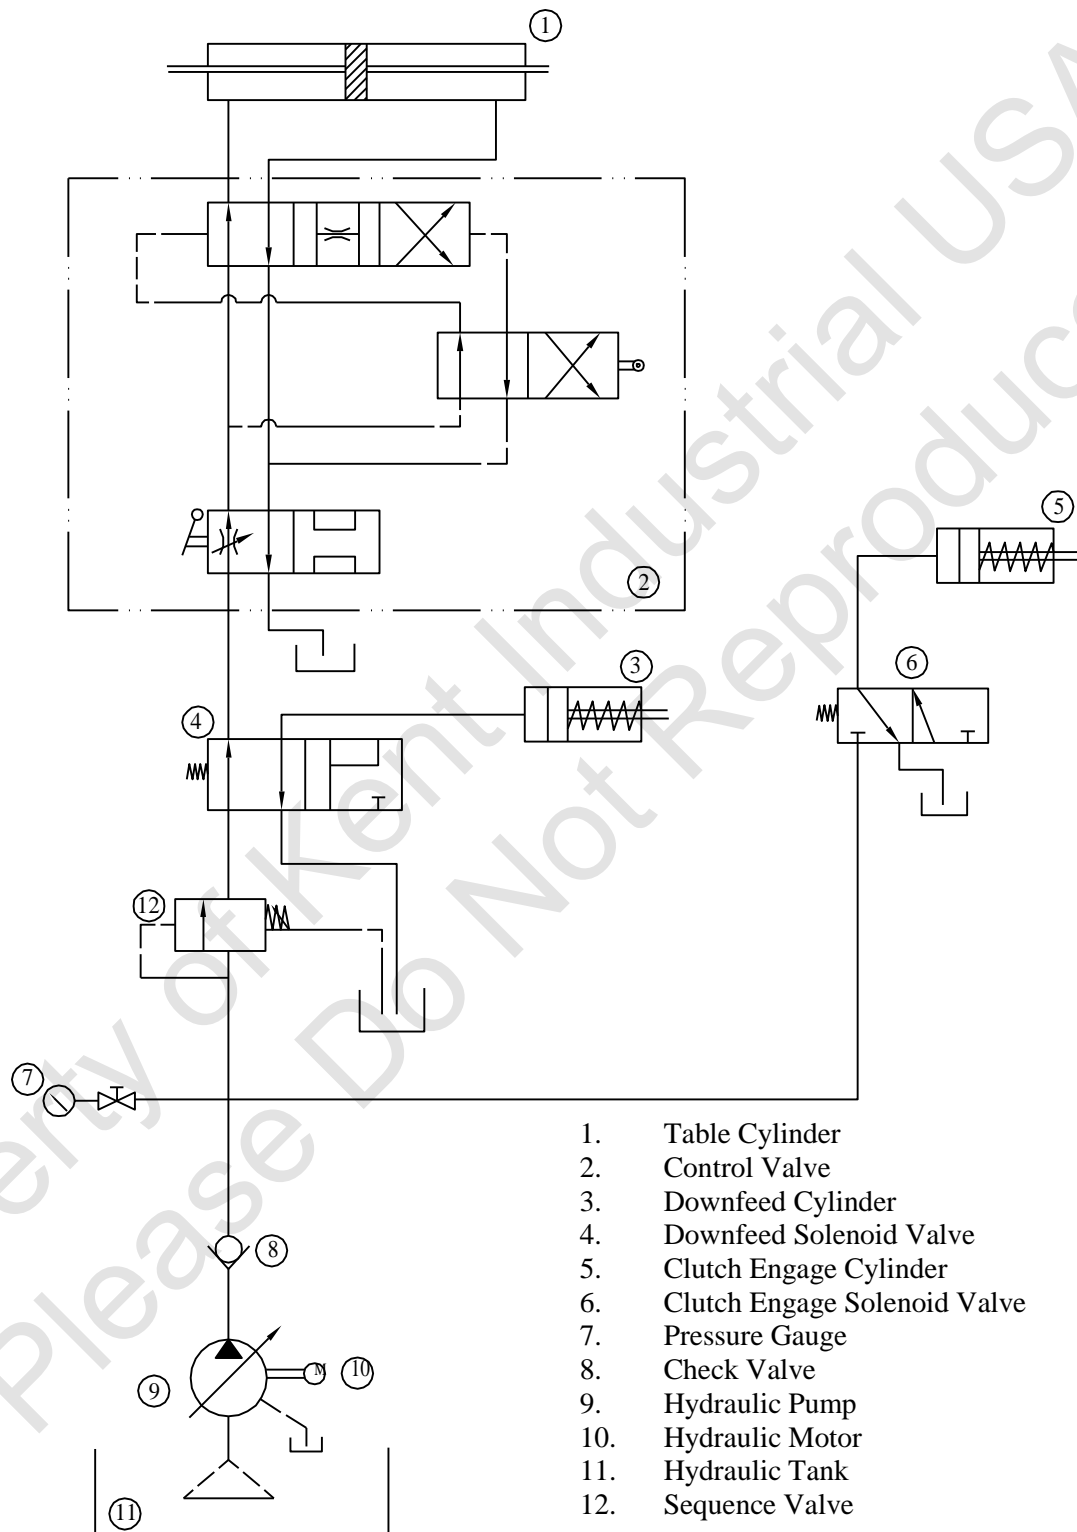 1
2
5
3
6
4
12
7
8
M
10
9
11
1. Table Cylinder
2. Control Valve
3. Downfeed Cylinder
4. Downfeed Solenoid Valve
5. Clutch Engage Cylinder
6. Clutch Engage Solenoid Valve
7. Pressure Gauge
8. Check Valve
9. Hydraulic Pump
10. Hydraulic Motor
11. Hydraulic Tank
12. Sequence Valve
erty of Kent Industrial USA
Please Do Not Reproduc